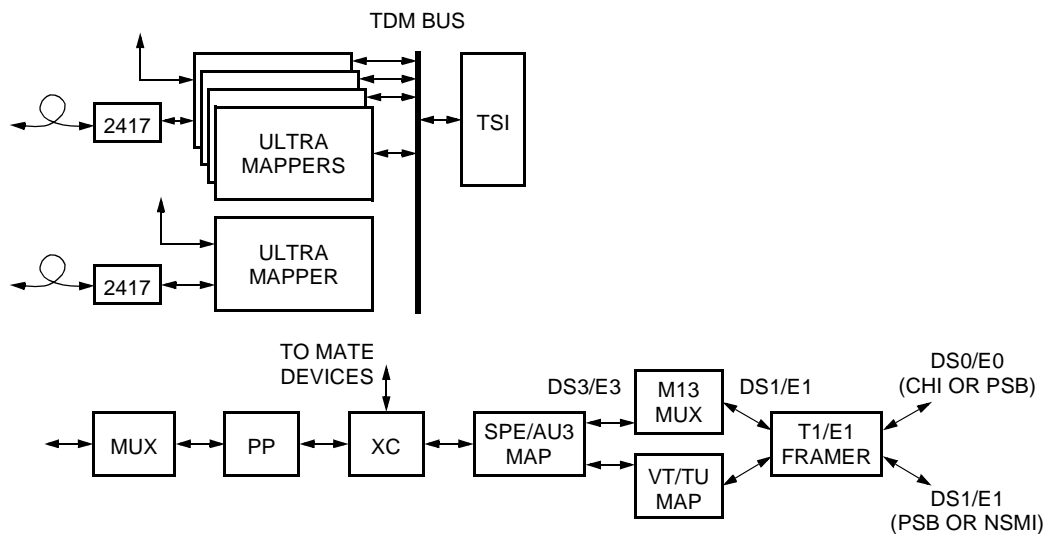 TDM BUS
2417
ULTRA
MAPPERS
TSI
ULTRA
MAPPER
2417
TO MATE
DEVICES
DS3/E3
M13
MUX
DS1/E1
DS0/E0
(CHI OR PSB)
MUX
PP
XC
SPE/AU3
MAP
T1/E1
FRAMER
VT/TU
MAP
DS1/E1
(PSB OR NSMI)